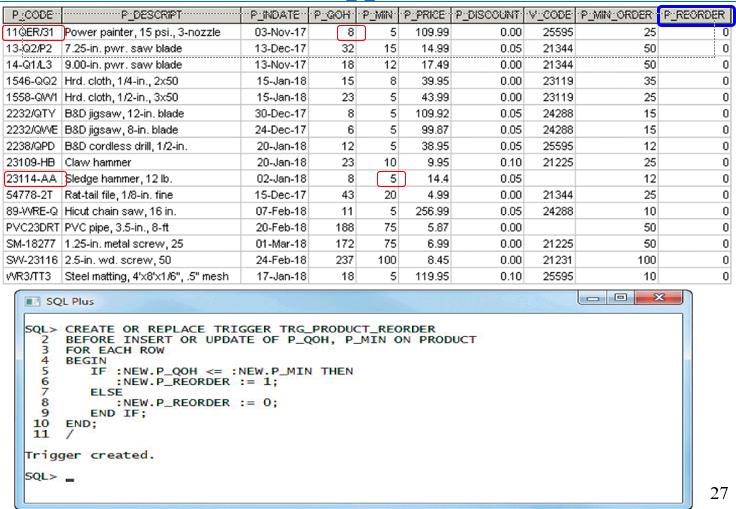 P_CODE P_DESCRIPT P_INDATE P_QOH P_MIN P_PRICE P_DISCOUNT V_CODE P_MIN_ORDER P_REORDER
11QER/31 Power painter, 15 psi., 3-nozzle 03-Nov-17 8 5 109.99 0.00 25595 25 0
13-Q2/P2 7.25-in. pwr. saw blade 13-Dec-17 32 15 14.99 0.05 21344 50 0
14-Q1/L3 9.00-in. pwr. saw blade 13-Nov-17 18 12 17.49 0.00 21344 50 0
1546-QQ2 Hrd. cloth, 1/4-in., 2x50 15-Jan-18 15 8 39.95 0.00 23119 35 0
1558-QW1 Hrd. cloth, 1/2-in., 3x50 15-Jan-18 23 5 43.99 0.00 23119 25 0
2232/QTY B&D jigsaw, 12-in. blade 30-Dec-17 8 5 109.92 0.05 24288 15 0
2232/QWE B&D jigsaw, 8-in. blade 24-Dec-17 6 5 99.87 0.05 24288 15 0
2238/QPD B&D cordless drill, 1/2-in. 20-Jan-18 12 5 38.95 0.05 25595 12 0
23109-HB Claw hammer 20-Jan-18 23 10 9.95 0.10 21225 25 0
23114-AA Sledge hammer, 12 lb. 02-Jan-18 8 5 14.4 0.05 12 0
54778-2T Rat-tail file, 1/8-in. fine 15-Dec-17 43 20 4.99 0.00 21344 25 0
89-WRE-Q Hicut chain saw, 16 in. 07-Feb-18 11 5 256.99 0.05 24288 10 0
PVC23DRT PVC pipe, 3.5-in., 8-ft 20-Feb-18 188 75 5.87 0.00 50 0
SM-18277 1.25-in. metal screw, 25 01-Mar-18 172 75 6.99 0.00 21225 50 0
SW-23116 2.5-in. wd. screw, 50 24-Feb-18 237 100 8.45 0.00 21231 100 0
WR3/TT3 Steel matting, 4'x8'x1/6", .5" mesh 17-Jan-18 18 5 119.95 0.10 25595 10 0
SQL Plus
SQL> CREATE OR REPLACE TRIGGER TRG_PRODUCT_REORDER
2 BEFORE INSERT OR UPDATE OF P_QOH, P_MIN ON PRODUCT
3 FOR EACH ROW
4 BEGIN
5 IF :NEW.P_QOH <= :NEW.P_MIN THEN
6 :NEW.P_REORDER := 1;
7 ELSE
8 :NEW.P_REORDER := 0;
9 END IF;
10 END;
11 /
Trigger created.
SQL> _
27